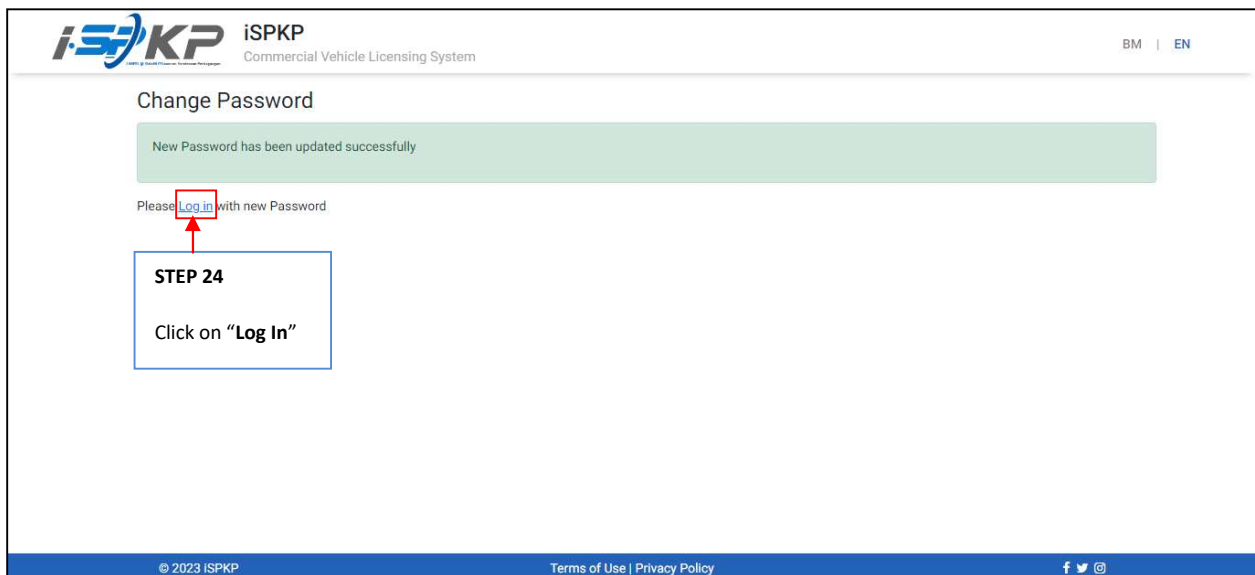 i-SPKP
iSPKP
Commercial Vehicle Licensing System
BM | EN
Change Password
New Password has been updated successfully
Please Log in with new Password
STEP 24
Click on “Log In”
© 2023 iSPKP
Terms of Use | Privacy Policy